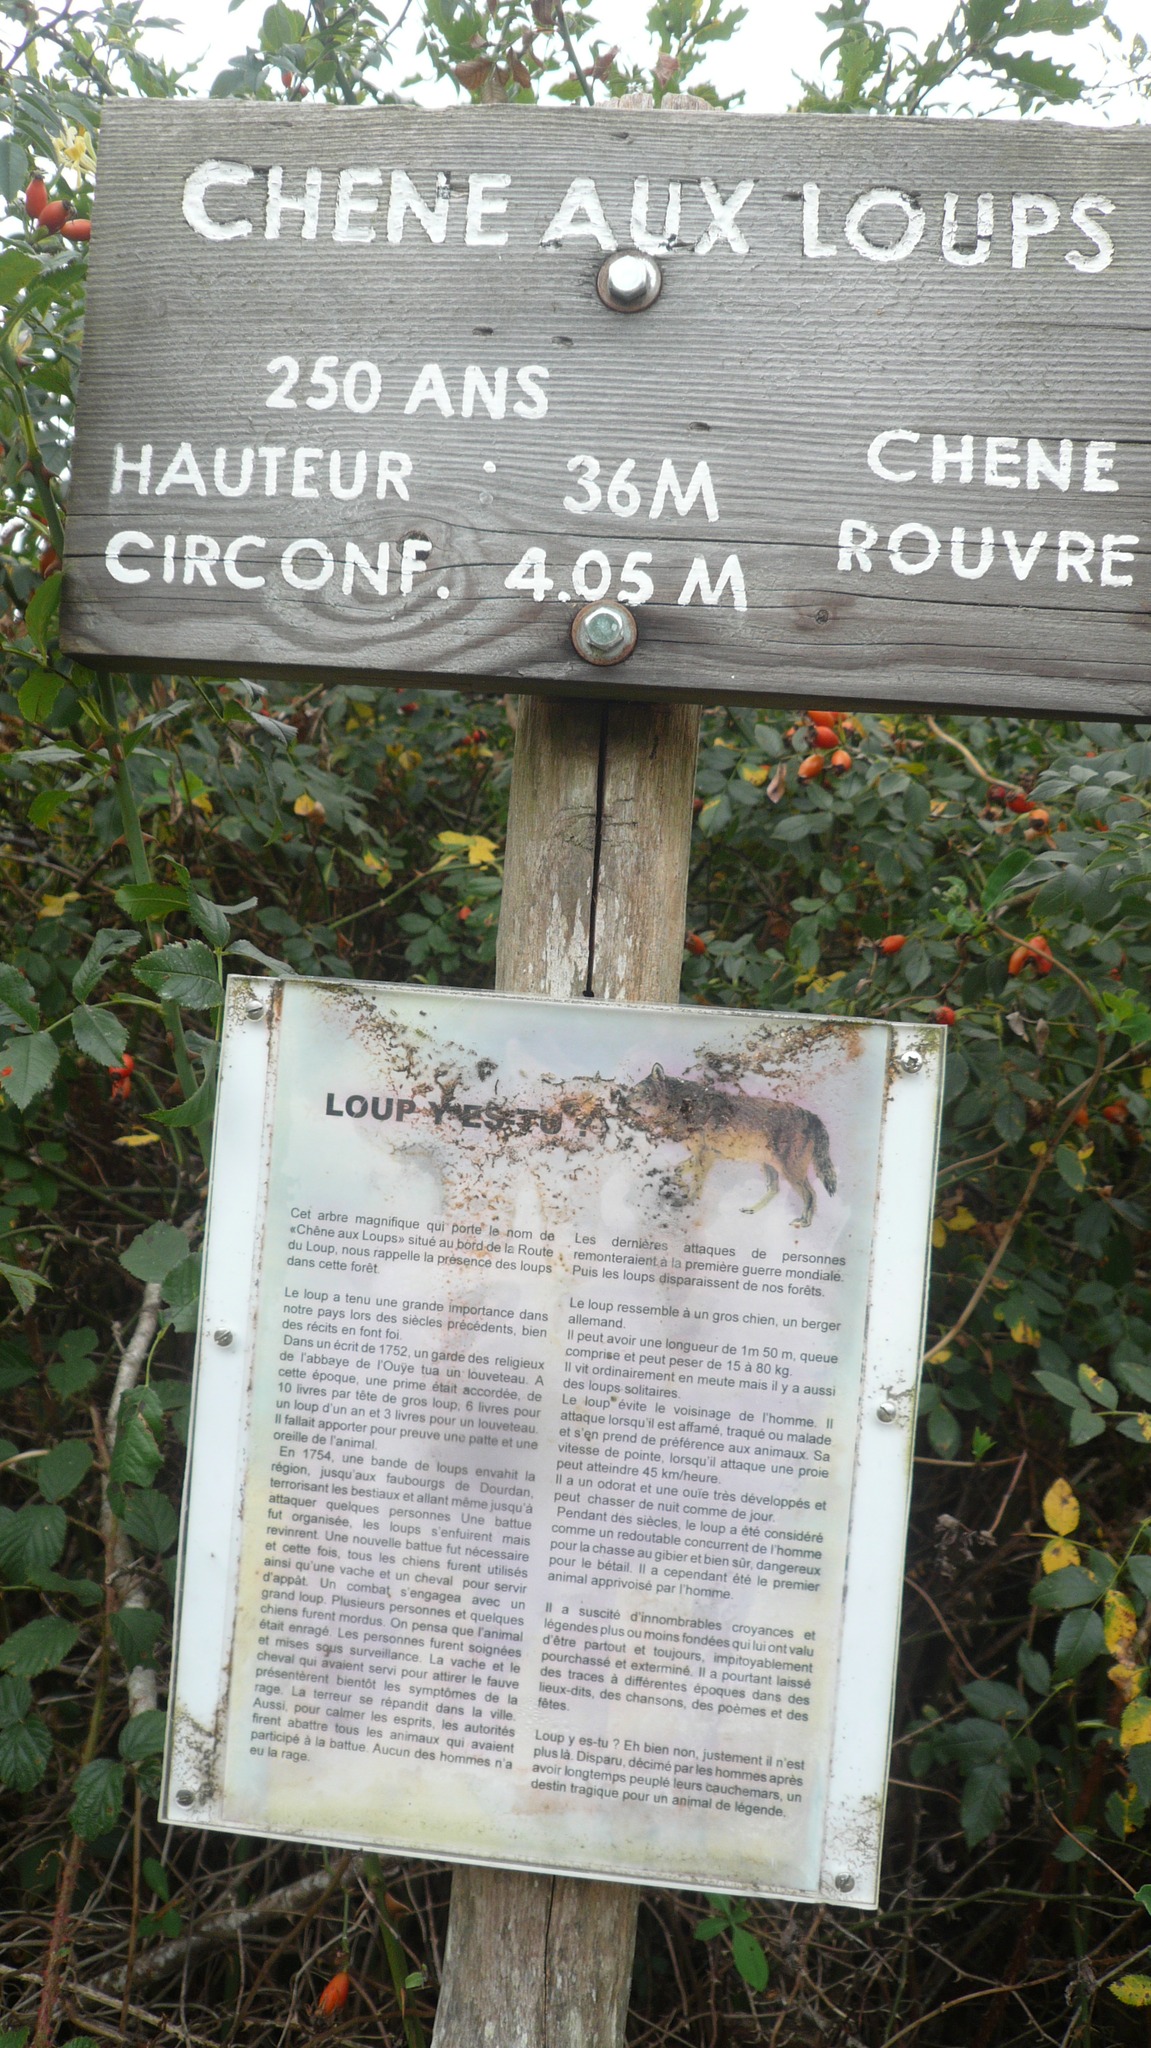 CHENE AUX LOUPS
250 ANS
HAUTEUR : 36M
CIRCONF. 4.05 M
CHENE
ROUVRE
LOUP Y ES-TU ?
Cet arbre magnifique qui porte le nom de
«Chêne aux Loups» situé au bord de la Route
du Loup, nous rappelle la présence des loups
dans cette forêt.
Le loup a tenu une grande importance dans
notre pays lors des siècles précédents, bien
des récits en font foi.
Dans un écrit de 1752, un garde des religieux
de l'abbaye de l'Ouÿe tua un louveteau. A
cette époque, une prime était accordée, de
10 livres par tête de gros loup, 6 livres pour
un loup d'un an et 3 livres pour un louveteau.
Il fallait apporter pour preuve une patte et une
oreille de l'animal.
En 1754, une bande de loups envahit la
région, jusqu'aux faubourgs de Dourdan,
terrorisant les bestiaux et allant même jusqu'à
attaquer quelques personnes Une battue
fut organisée, les loups s'enfuirent mais
revinrent. Une nouvelle battue fut nécessaire
et cette fois, tous les chiens furent utilisés
ainsi qu'une vache et un cheval pour servir
d'appât. Un combat s'engagea avec un
grand loup. Plusieurs personnes et quelques
chiens furent mordus. On pensa que l'animal
était enragé. Les personnes furent soignées
et mises sous surveillance. La vache et le
cheval qui avaient servi pour attirer le fauve
présentèrent bientôt les symptômes de la
rage. La terreur se répandit dans la ville.
Aussi, pour calmer les esprits, les autorités
firent abattre tous les animaux qui avaient
participé à la battue. Aucun des hommes n'a
eu la rage.
Les dernières attaques de personnes
remonteraient à la première guerre mondiale.
Puis les loups disparaissent de nos forêts.
Le loup ressemble à un gros chien, un berger
allemand.
Il peut avoir une longueur de 1m 50 m, queue
comprise et peut peser de 15 à 80 kg.
Il vit ordinairement en meute mais il y a aussi
des loups solitaires.
Le loup évite le voisinage de l'homme. Il
attaque lorsqu'il est affamé, traqué ou malade
et s'en prend de préférence aux animaux. Sa
vitesse de pointe, lorsqu'il attaque une proie
peut atteindre 45 km/heure.
Il a un odorat et une ouïe très développés et
peut chasser de nuit comme de jour.
Pendant des siècles, le loup a été considéré
comme un redoutable concurrent de l'homme
pour la chasse au gibier et bien sûr, dangereux
pour le bétail. Il a cependant été le premier
animal apprivoisé par l'homme.
Il a suscité d'innombrables croyances et
légendes plus ou moins fondées qui lui ont valu
d'être partout et toujours, impitoyablement
pourchassé et exterminé. Il a pourtant laissé
des traces à différentes époques dans des
lieux-dits, des chansons, des poèmes et des
fêtes.
Loup y es-tu ? Eh bien non, justement il n'est
plus là. Disparu, décimé par les hommes après
avoir longtemps peuplé leurs cauchemars, un
destin tragique pour un animal de légende.